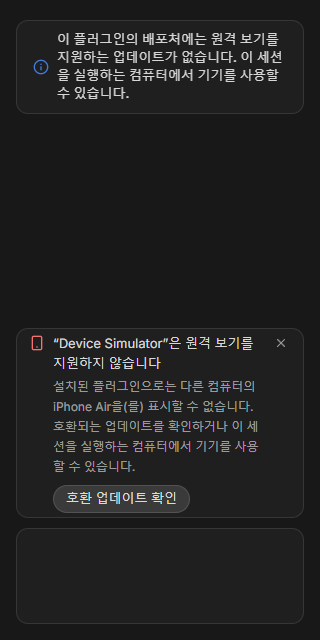 이 플러그인의 배포처에는 원격 보기를
지원하는 업데이트가 없습니다. 이 세션
을 실행하는 컴퓨터에서 기기를 사용할
수 있습니다.
“Device Simulator”은 원격 보기를
지원하지 않습니다
설치된 플러그인으로는 다른 컴퓨터의
iPhone Air을(를) 표시할 수 없습니다.
호환되는 업데이트를 확인하거나 이 세
션을 실행하는 컴퓨터에서 기기를 사용
할 수 있습니다.
호환 업데이트 확인